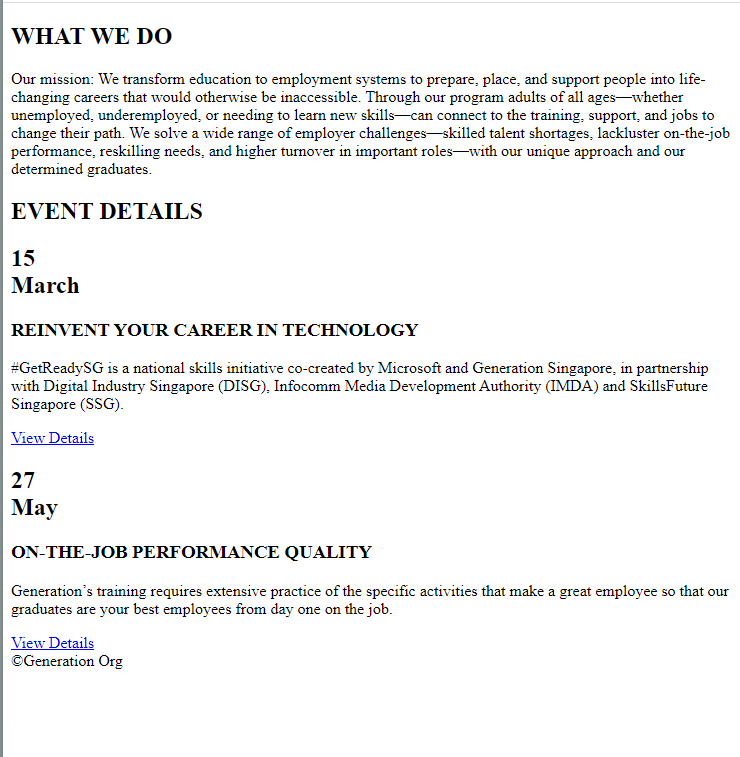 WHAT WE DO
Our mission: We transform education to employment systems to prepare, place, and support people into life-
changing careers that would otherwise be inaccessible. Through our program adults of all ages—whether
unemployed, underemployed, or needing to learn new skills—can connect to the training, support, and jobs to
change their path. We solve a wide range of employer challenges—skilled talent shortages, lackluster on-the-job
performance, reskilling needs, and higher turnover in important roles—with our unique approach and our
determined graduates.
EVENT DETAILS
15
March
REINVENT YOUR CAREER IN TECHNOLOGY
#GetReadySG is a national skills initiative co-created by Microsoft and Generation Singapore, in partnership
with Digital Industry Singapore (DISG), Infocomm Media Development Authority (IMDA) and SkillsFuture
Singapore (SSG).
View Details
27
May
ON-THE-JOB PERFORMANCE QUALITY
Generation’s training requires extensive practice of the specific activities that make a great employee so that our
graduates are your best employees from day one on the job.
View Details
©Generation Org